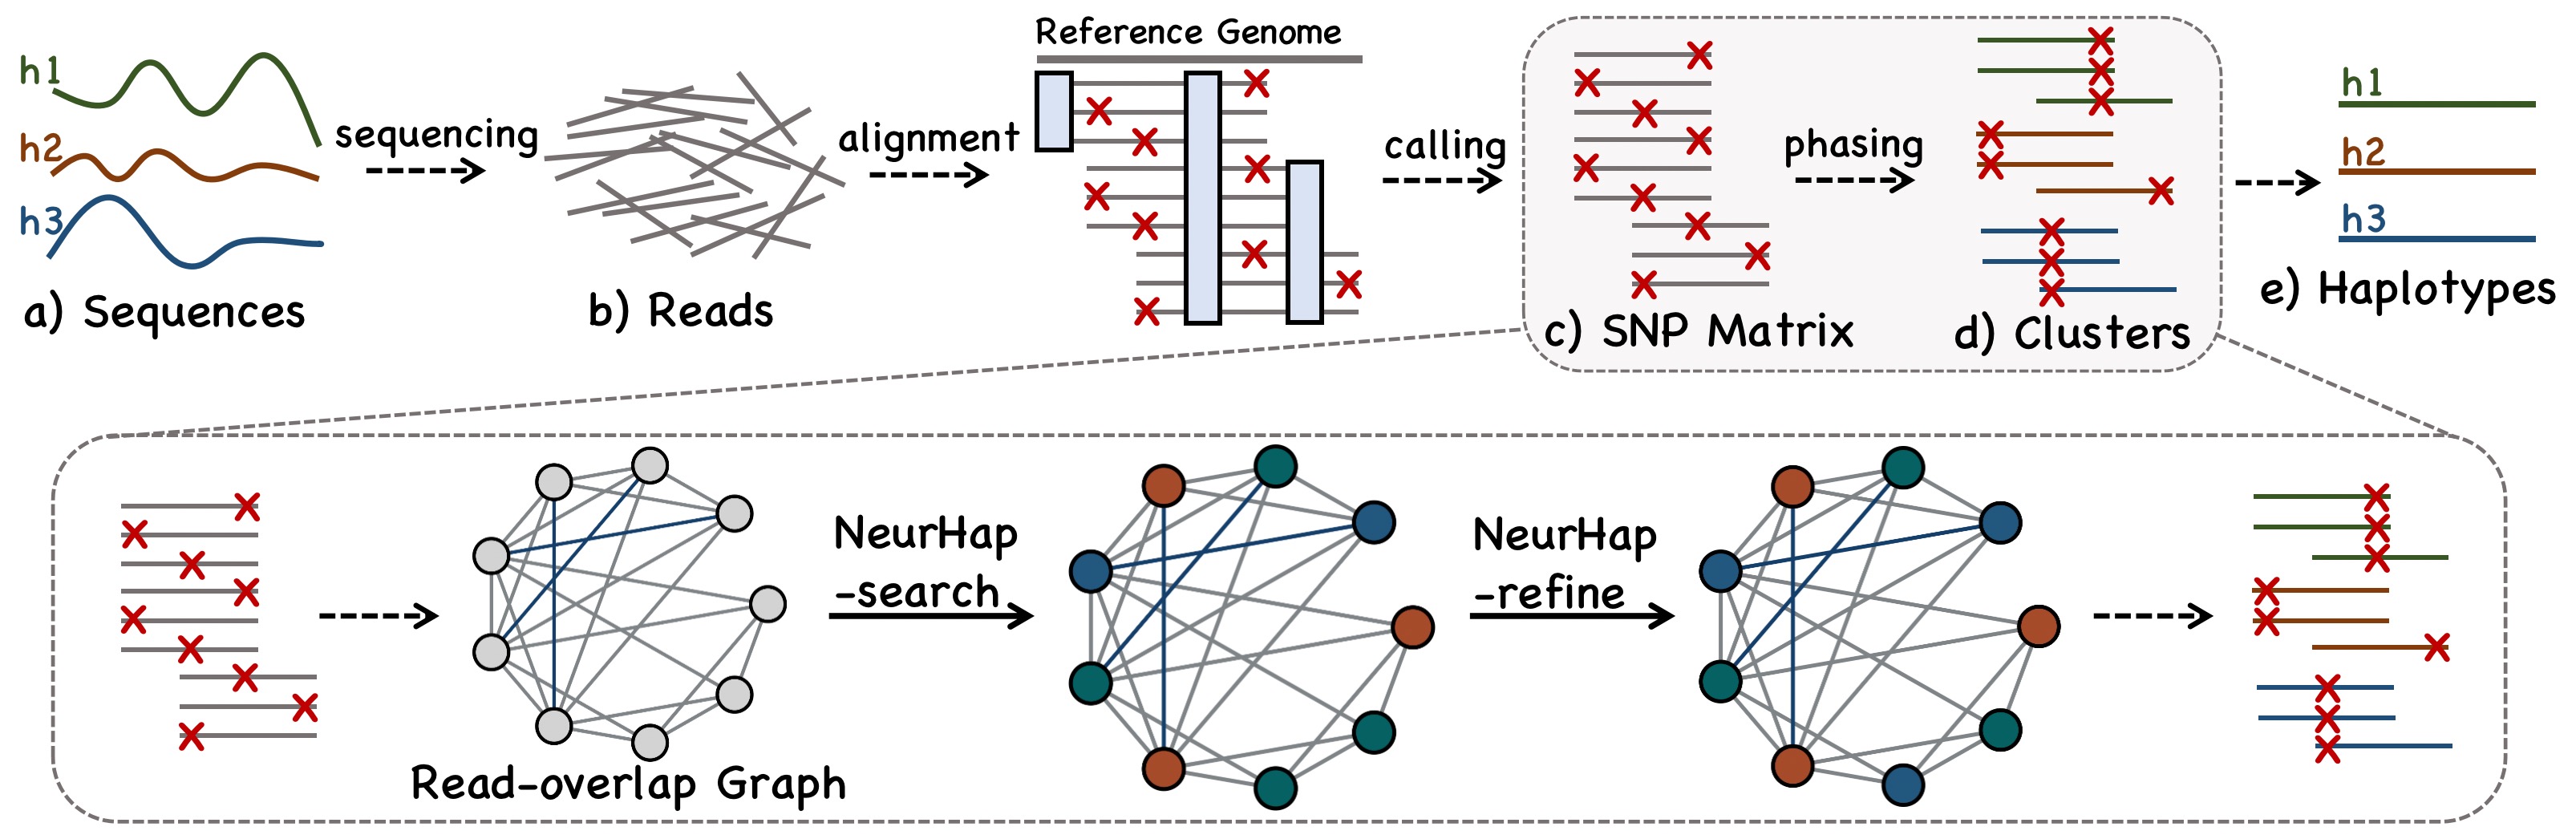 h1
h2
h3
a) Sequences
sequencing
b) Reads
alignment
Reference Genome
calling
c) SNP Matrix
phasing
d) Clusters
h1
h2
h3
e) Haplotypes
Read-overlap Graph
NeurHap
-search
NeurHap
-refine